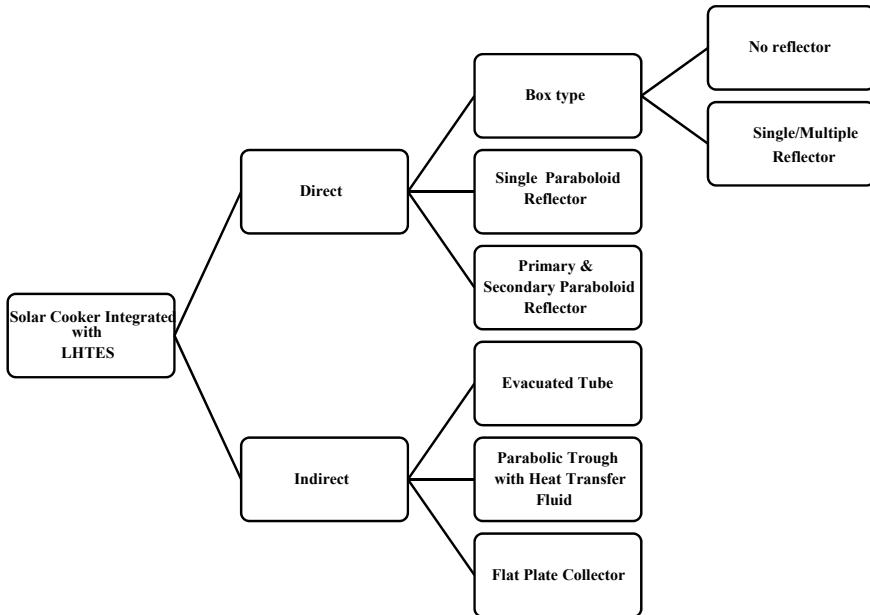 Solar Cooker Integrated
with
LHTES
Direct
Box type
No reflector
Single/Multiple
Reflector
Single Paraboloid
Reflector
Primary &
Secondary Paraboloid
Reflector
Indirect
Evacuated Tube
Parabolic Trough
with Heat Transfer
Fluid
Flat Plate Collector